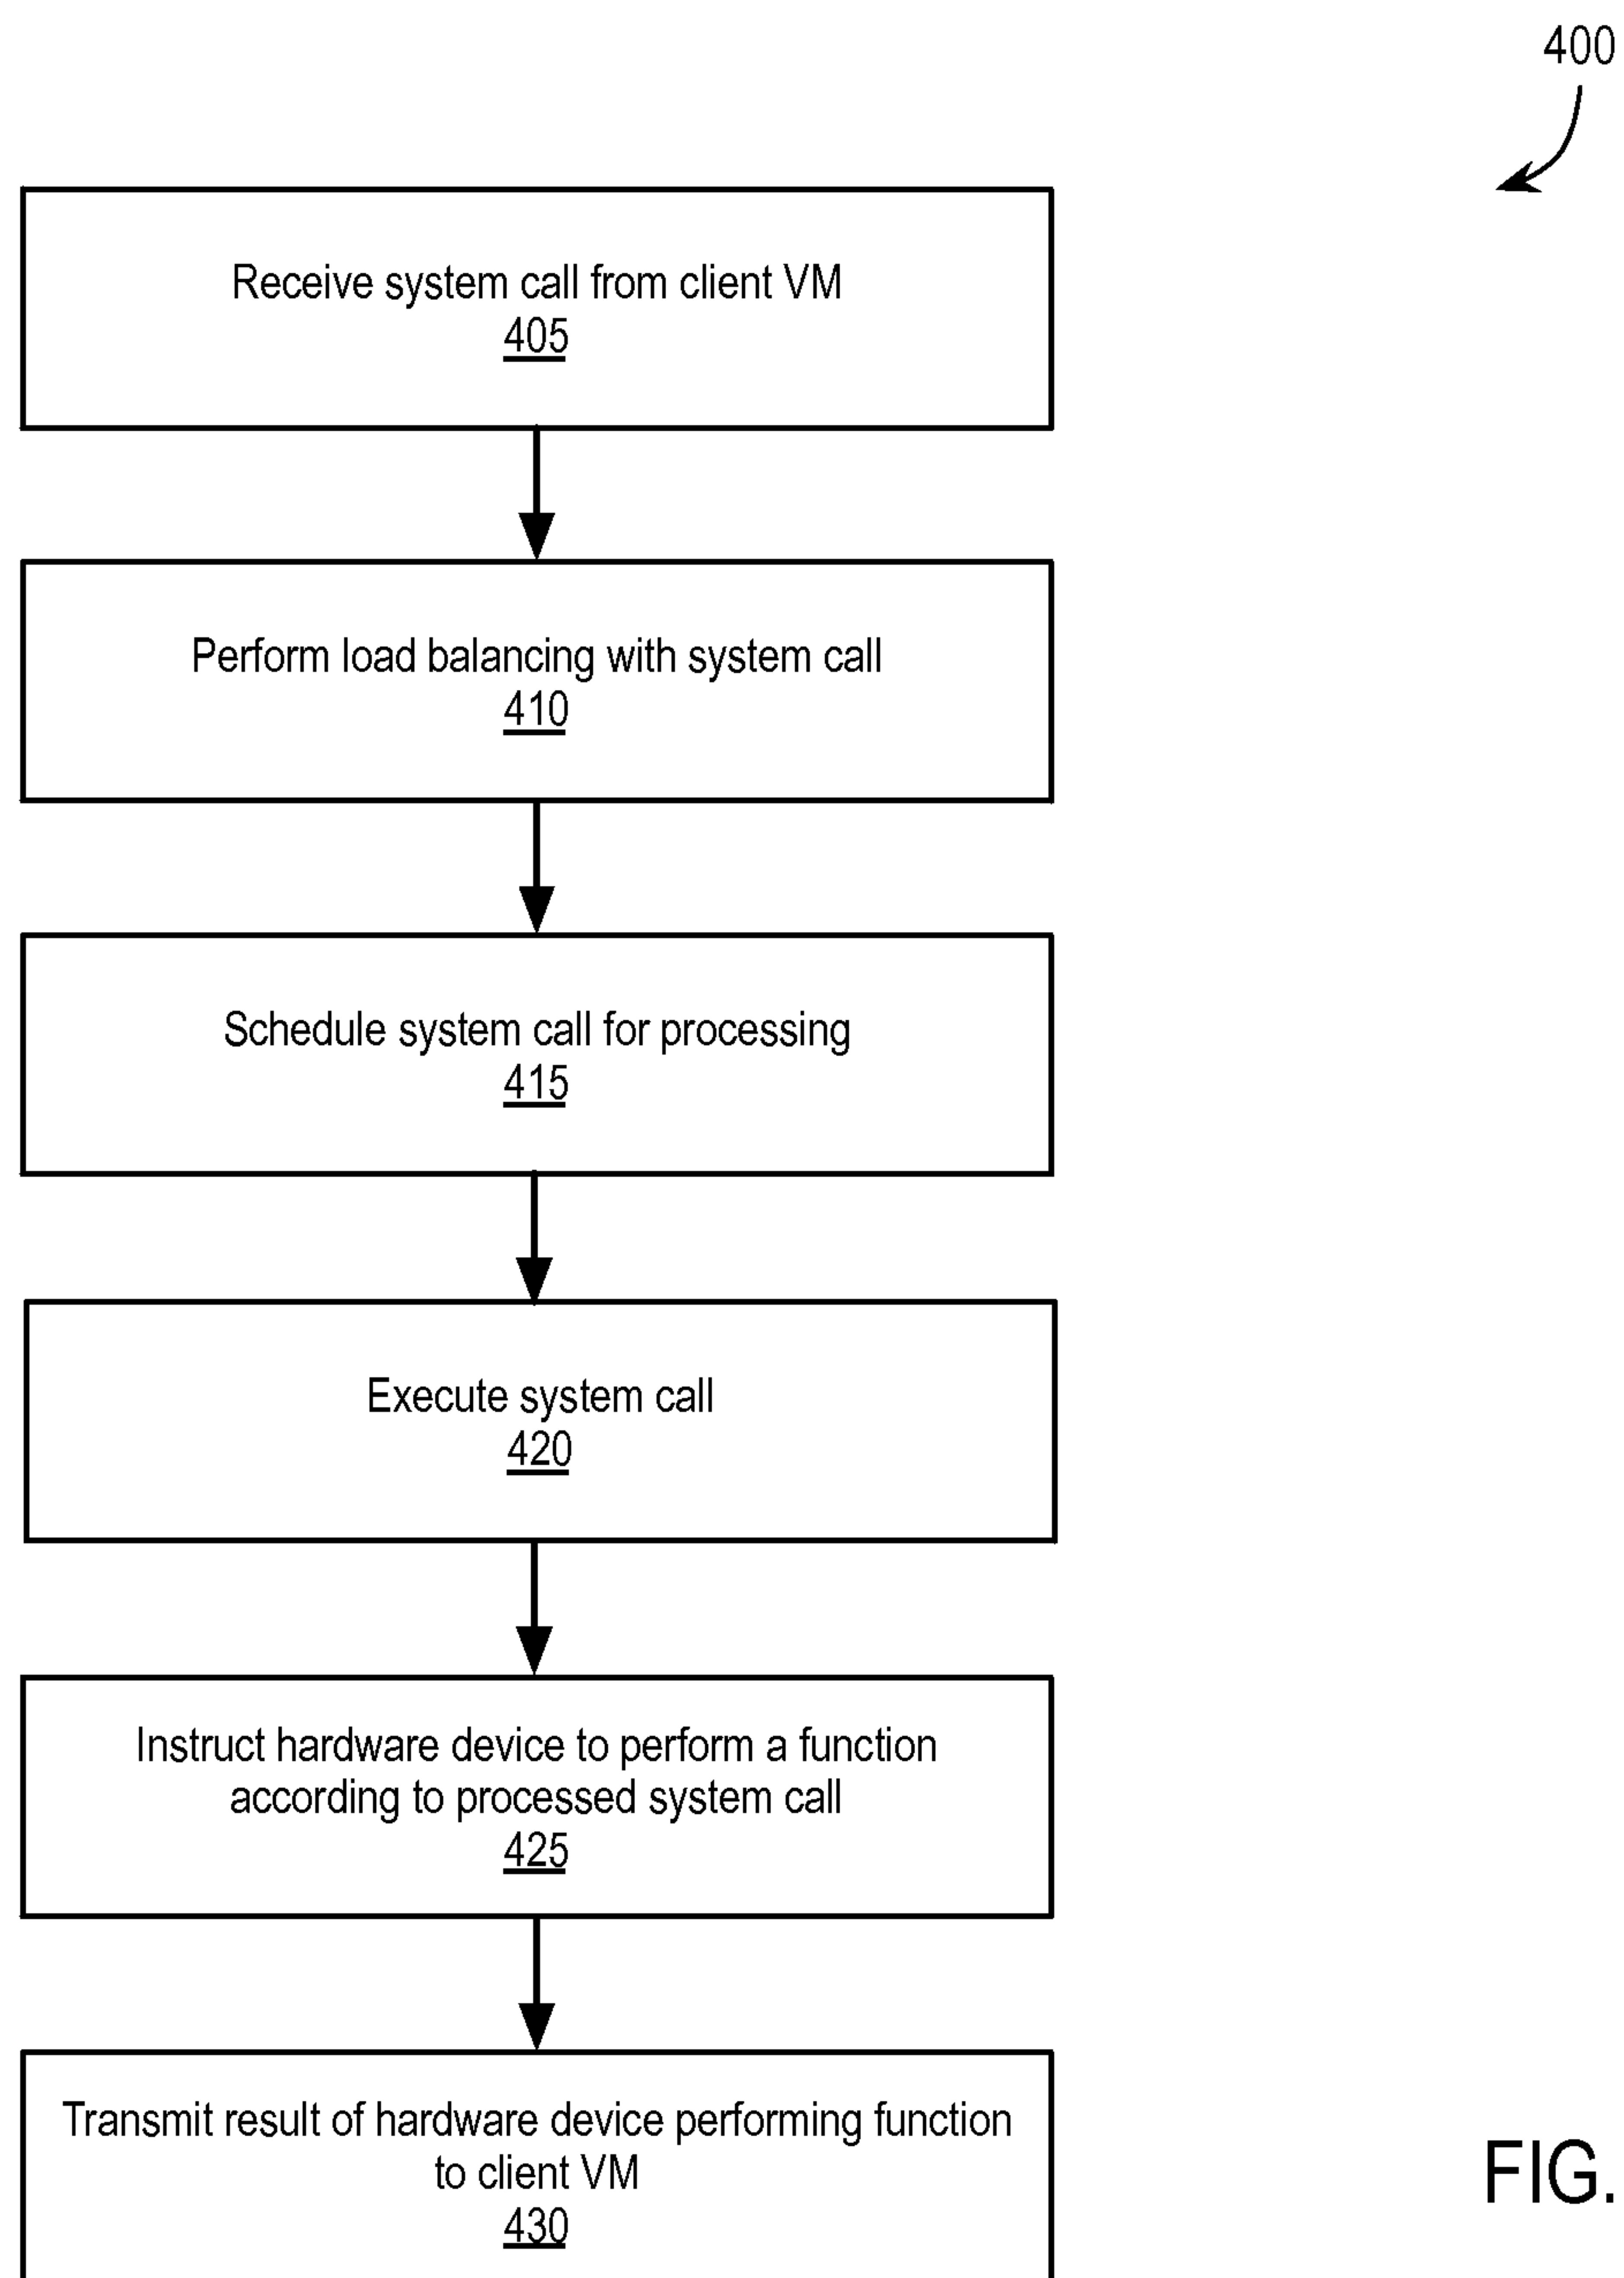 400
Receive system call from client VM
405
Perform load balancing with system call
410
Schedule system call for processing
415
Execute system call
420
Instruct hardware device to perform a function
according to processed system call
425
Transmit result of hardware device performing function
to client VM
430
FIG.